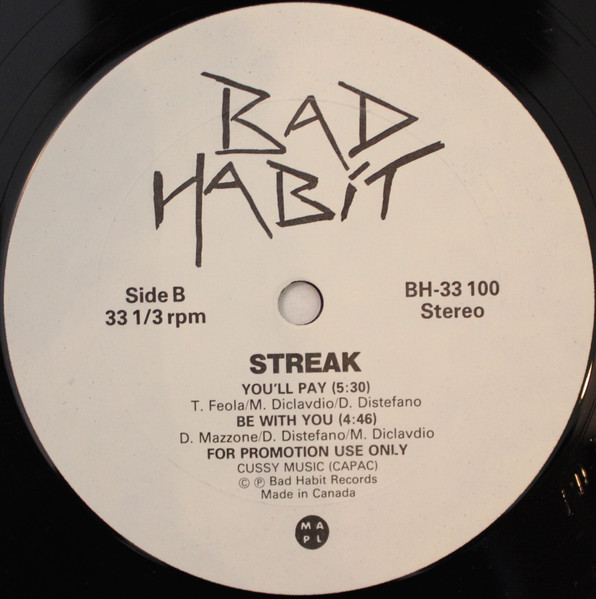 BAD
HABIT
Side B
33 1/3 rpm
BH-33 100
Stereo
STREAK
YOU'LL PAY (5:30)
T. Feola/M. Diclavdio/D. Distefano
BE WITH YOU (4:46)
D. Mazzone/D. Distefano/M. Diclavdio
FOR PROMOTION USE ONLY
CUSSY MUSIC (CAPAC)
© ℗ Bad Habit Records
Made in Canada
M A
P L